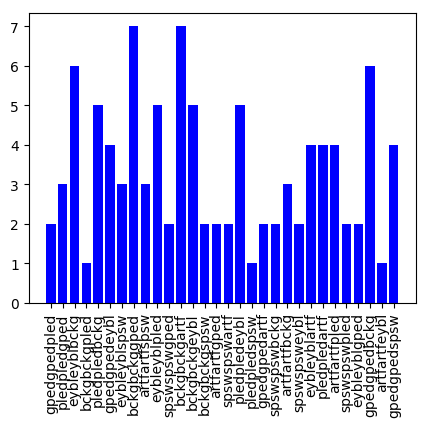 7
6
5
4
3
2
1
0
gpedgpedpled
pledpledgped
eybleyblbckg
bckgbckgpled
pledpledbckg
gpedgpedeybl
eybleyblspsw
bckgbckggped
artfartfspsw
eybleyblpled
spswspswgped
bckgbckgartf
bckgbckgeybl
bckgbckgspsw
artfartfgped
spswspswartf
pledpledeybl
pledpledspsw
gpedgpedartf
spswspswbckg
artfartfbckg
spswspsweybl
eybleyblartf
pledpledartf
artfartfpled
spswspswpled
eybleyblgped
gpedgpedbckg
artfartfeybl
gpedgpedspsw